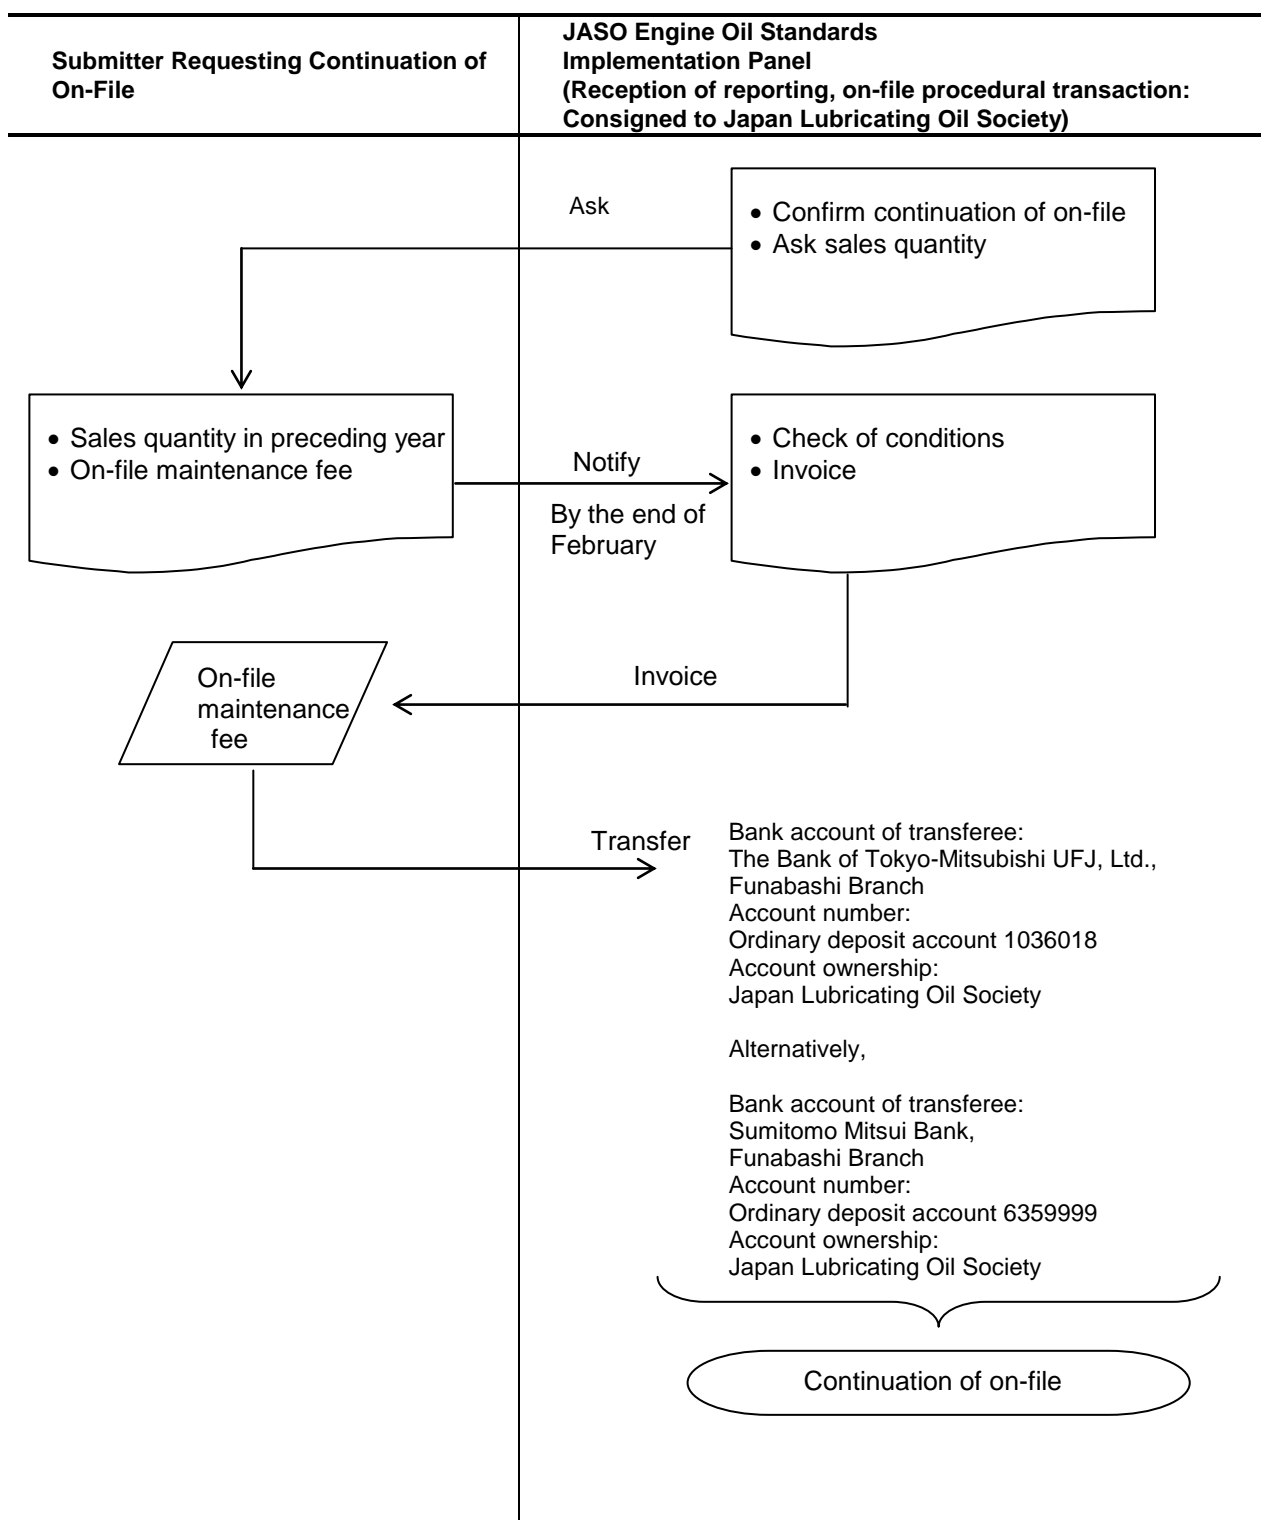 Submitter Requesting Continuation of
On-File
JASO Engine Oil Standards
Implementation Panel
(Reception of reporting, on-file procedural transaction:
Consigned to Japan Lubricating Oil Society)
Ask
• Confirm continuation of on-file
• Ask sales quantity
• Sales quantity in preceding year
• On-file maintenance fee
Notify
By the end of
February
• Check of conditions
• Invoice
On-file
maintenance
fee
Invoice
Transfer
Bank account of transferee:
The Bank of Tokyo-Mitsubishi UFJ, Ltd.,
Funabashi Branch
Account number:
Ordinary deposit account 1036018
Account ownership:
Japan Lubricating Oil Society
Alternatively,
Bank account of transferee:
Sumitomo Mitsui Bank,
Funabashi Branch
Account number:
Ordinary deposit account 6359999
Account ownership:
Japan Lubricating Oil Society
Continuation of on-file